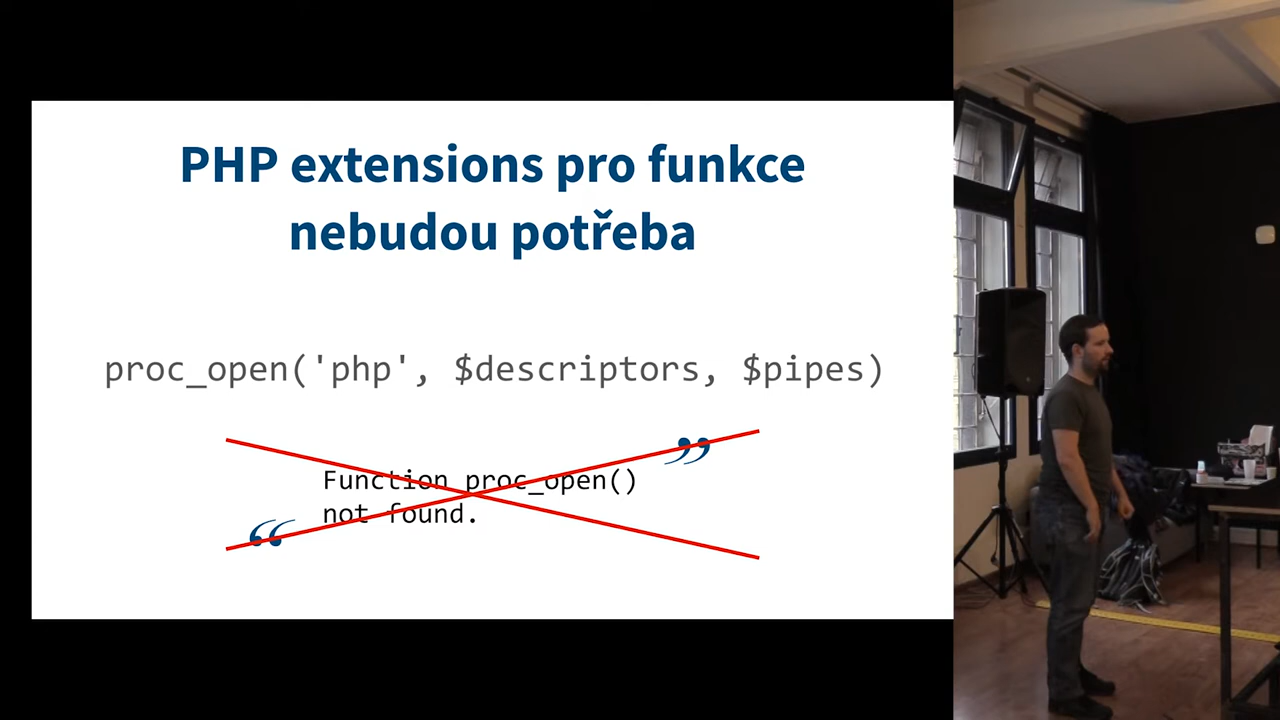 PHP extensions pro funkce
nebudou potřeba
proc_open('php', $descriptors, $pipes)
”
Function proc_open()
not found.
“